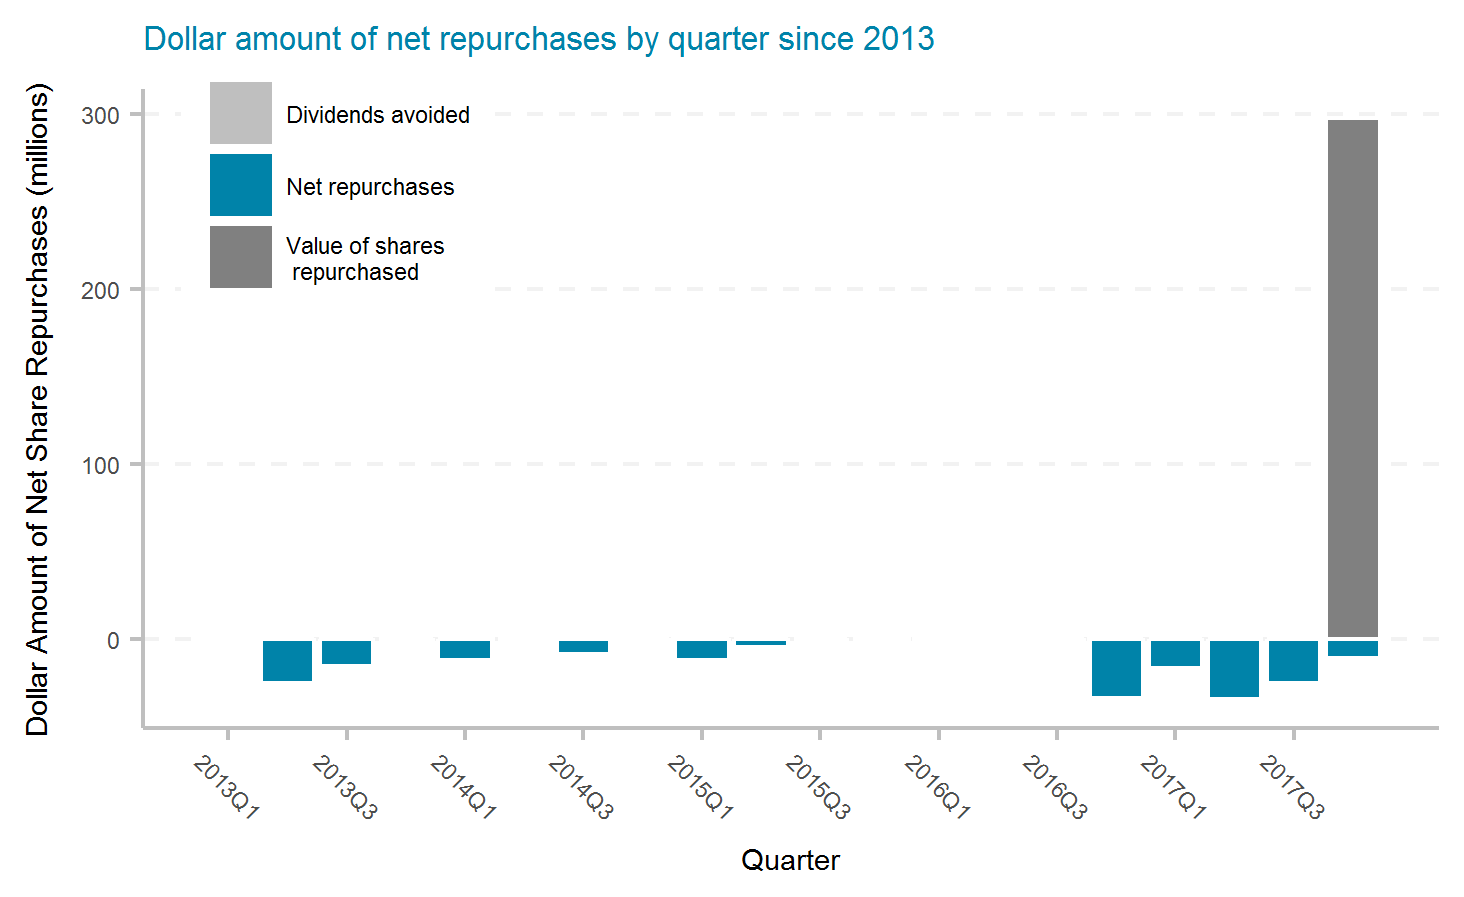 Dollar amount of net repurchases by quarter since 2013
Dollar Amount of Net Share Repurchases (millions)
300
200
100
0
Dividends avoided
Net repurchases
Value of shares
repurchased
2013Q1
2013Q3
2014Q1
2014Q3
2015Q1
2015Q3
2016Q1
2016Q3
2017Q1
2017Q3
Quarter